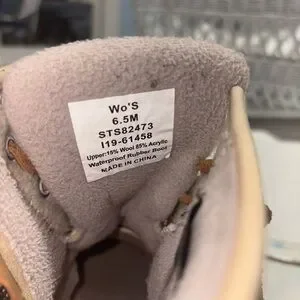 Wo'S
6.5M
STS82473
I19-61458
Upper:15% Wool 85% Acrylic
Waterproof Rubber Boot
MADE IN CHINA